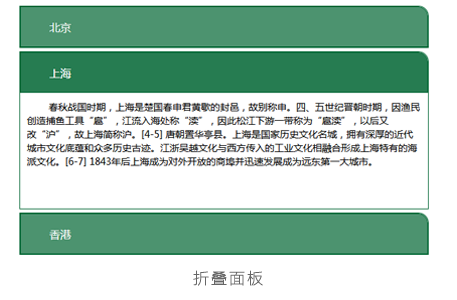 北京
上海
春秋战国时期，上海是楚国春申君黄歇的封邑，故别称申。四、五世纪晋朝时期，因渔民
创造捕鱼工具“扈”，江流入海处称“渎”，因此松江下游一带称为“扈渎”，以后又
改“沪”，故上海简称沪。[4-5] 唐朝置华亭县。上海是国家历史文化名城，拥有深厚的近代
城市文化底蕴和众多历史古迹。江浙吴越文化与西方传入的工业文化相融合形成上海特有的海
派文化。[6-7] 1843年后上海成为对外开放的商埠并迅速发展成为远东第一大城市。
香港
折叠面板